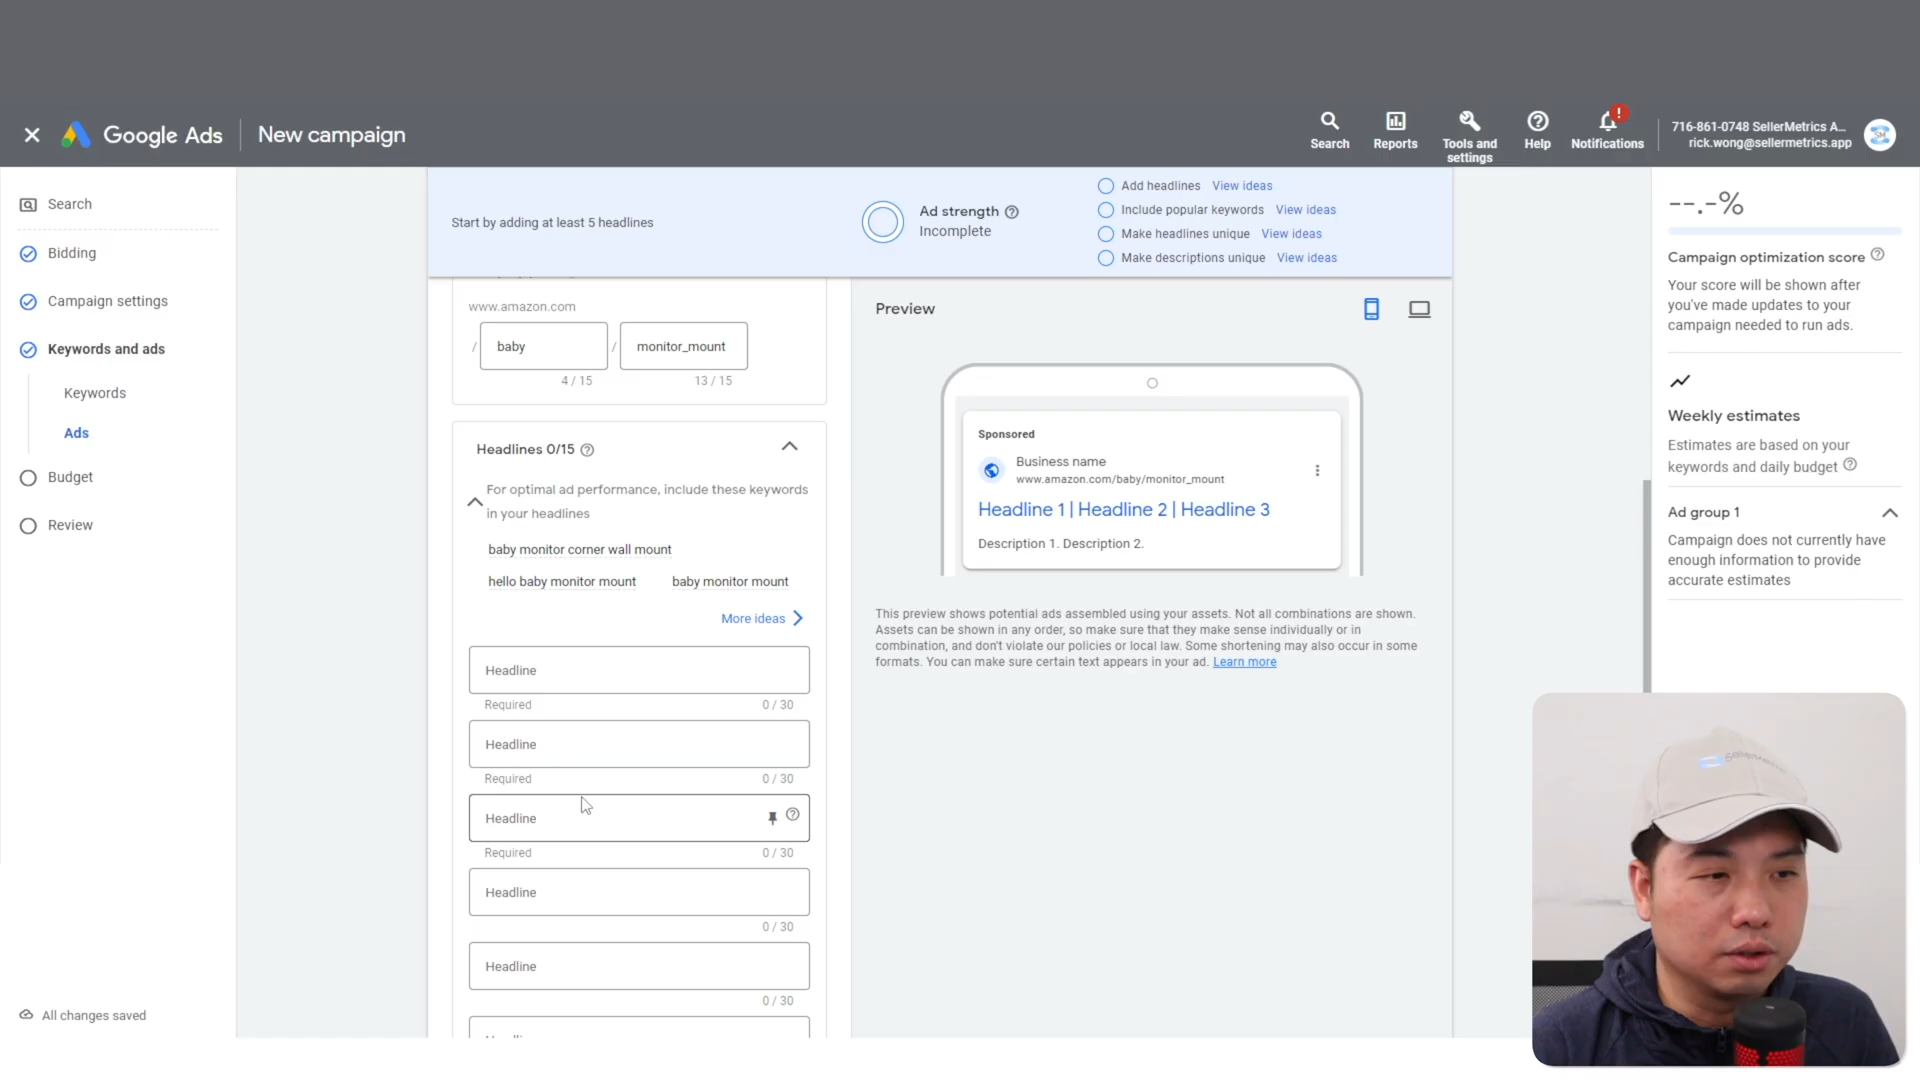 Google Ads
New campaign
Search
Reports
Tools and
settings
Help
!
Notifications
716-861-0748 SellerMetrics A...
rick.wong@sellermetrics.app
Search
Bidding
Campaign settings
Keywords and ads
Keywords
Ads
Budget
Review
All changes saved
Start by adding at least 5 headlines
Ad strength
Incomplete
Add headlines View ideas
Include popular keywords View ideas
Make headlines unique View ideas
Make descriptions unique View ideas
www.amazon.com
/ baby / monitor_mount
4 / 15 13 / 15
Headlines 0/15
For optimal ad performance, include these keywords
in your headlines
baby monitor corner wall mount
hello baby monitor mount baby monitor mount
More ideas
Headline
Required 0 / 30
Headline
Required 0 / 30
Headline
Required 0 / 30
Headline
0 / 30
Headline
0 / 30
Preview
Sponsored
Business name
www.amazon.com/baby/monitor_mount
Headline 1 | Headline 2 | Headline 3
Description 1. Description 2.
This preview shows potential ads assembled using your assets. Not all combinations are shown.
Assets can be shown in any order, so make sure that they make sense individually or in
combination, and don't violate our policies or local law. Some shortening may also occur in some
formats. You can make sure certain text appears in your ad. Learn more
--.-%
Campaign optimization score
Your score will be shown after
you've made updates to your
campaign needed to run ads.
Weekly estimates
Estimates are based on your
keywords and daily budget
Ad group 1
Campaign does not currently have
enough information to provide
accurate estimates